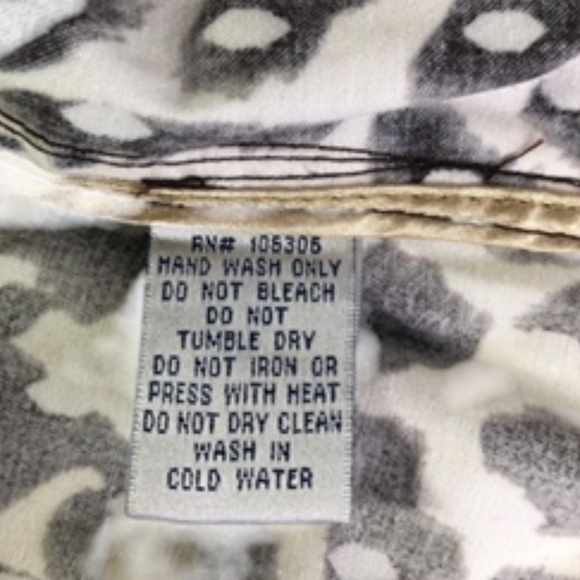 RN# 106306
HAND WASH ONLY
DO NOT BLEACH
DO NOT
TUMBLE DRY
DO NOT IRON OR
PRESS WITH HEAT
DO NOT DRY CLEAN
WASH IN
COLD WATER